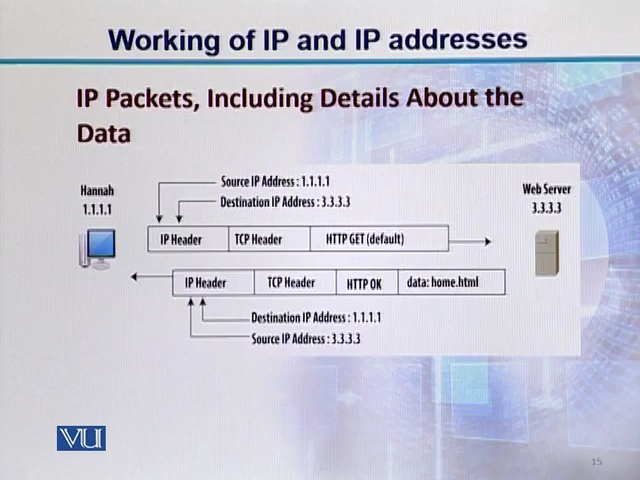 Working of IP and IP addresses
IP Packets, Including Details About the
Data
Hannah
1.1.1.1
Source IP Address : 1.1.1.1
Destination IP Address : 3.3.3.3
Web Server
3.3.3.3
IP Header TCP Header HTTP GET (default)
IP Header TCP Header HTTP OK data: home.html
Destination IP Address : 1.1.1.1
Source IP Address : 3.3.3.3
VU
15